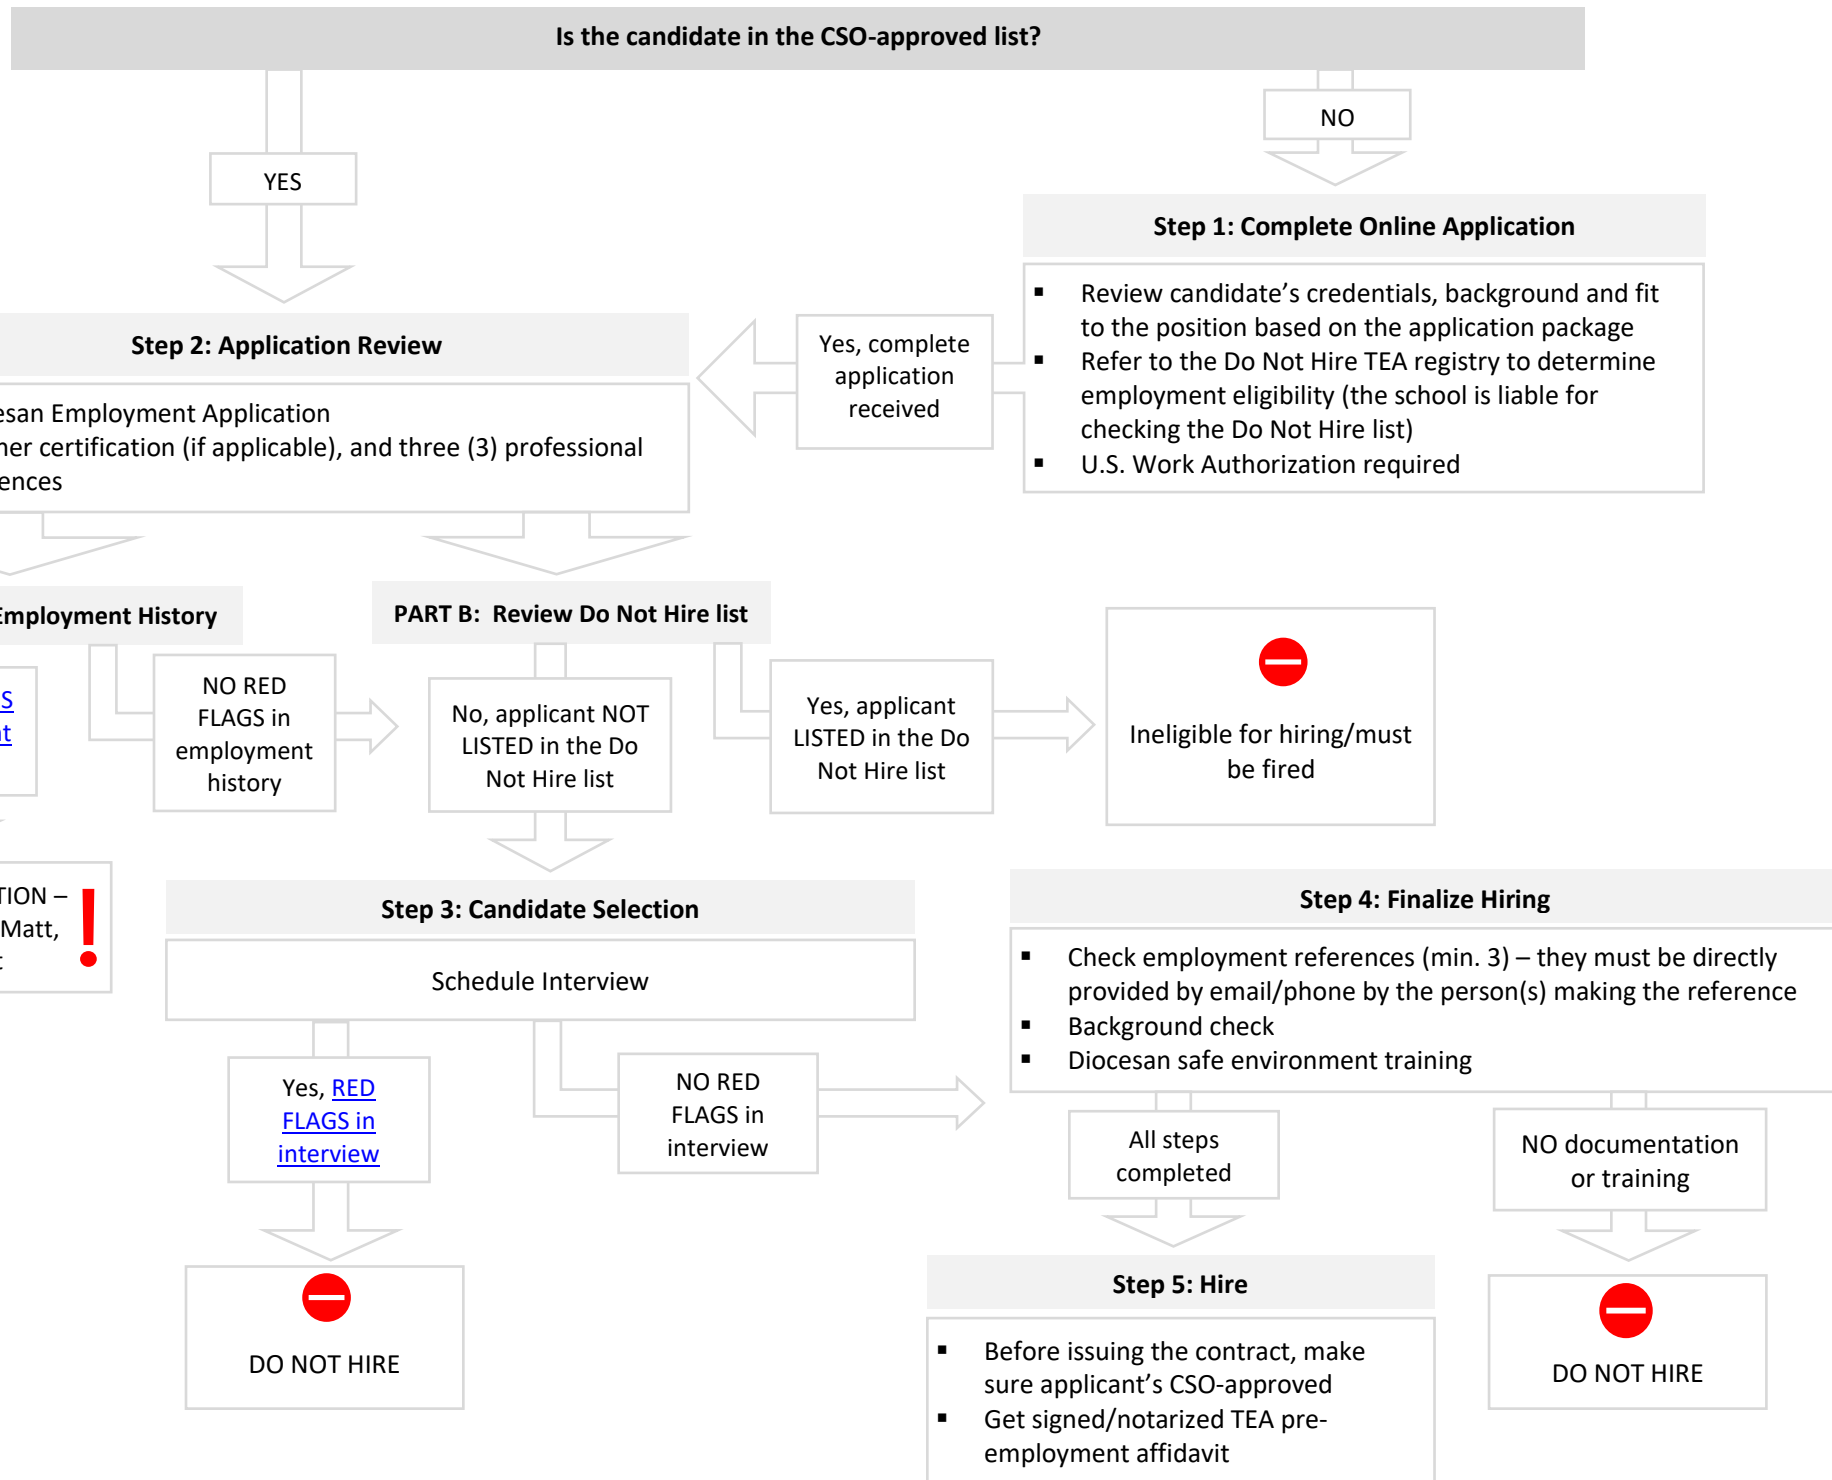 Is the candidate in the CSO-approved list?
YES
NO
Step 1: Complete Online Application
▪ Review candidate’s credentials, background and fit
to the position based on the application package
▪ Refer to the Do Not Hire TEA registry to determine
employment eligibility (the school is liable for
checking the Do Not Hire list)
▪ U.S. Work Authorization required
Yes, complete
application
received
Step 2: Application Review
esan Employment Application
ner certification (if applicable), and three (3) professional
ences
Employment History
PART B: Review Do Not Hire list
S
at
NO RED
FLAGS in
employment
history
No, applicant NOT
LISTED in the Do
Not Hire list
Yes, applicant
LISTED in the Do
Not Hire list
Ineligible for hiring/must
be fired
TION –
Matt,
Step 3: Candidate Selection
Schedule Interview
Yes, RED
FLAGS in
interview
NO RED
FLAGS in
interview
DO NOT HIRE
Step 4: Finalize Hiring
▪ Check employment references (min. 3) – they must be directly
provided by email/phone by the person(s) making the reference
▪ Background check
▪ Diocesan safe environment training
All steps
completed
NO documentation
or training
Step 5: Hire
▪ Before issuing the contract, make
sure applicant’s CSO-approved
▪ Get signed/notarized TEA pre-
employment affidavit
DO NOT HIRE